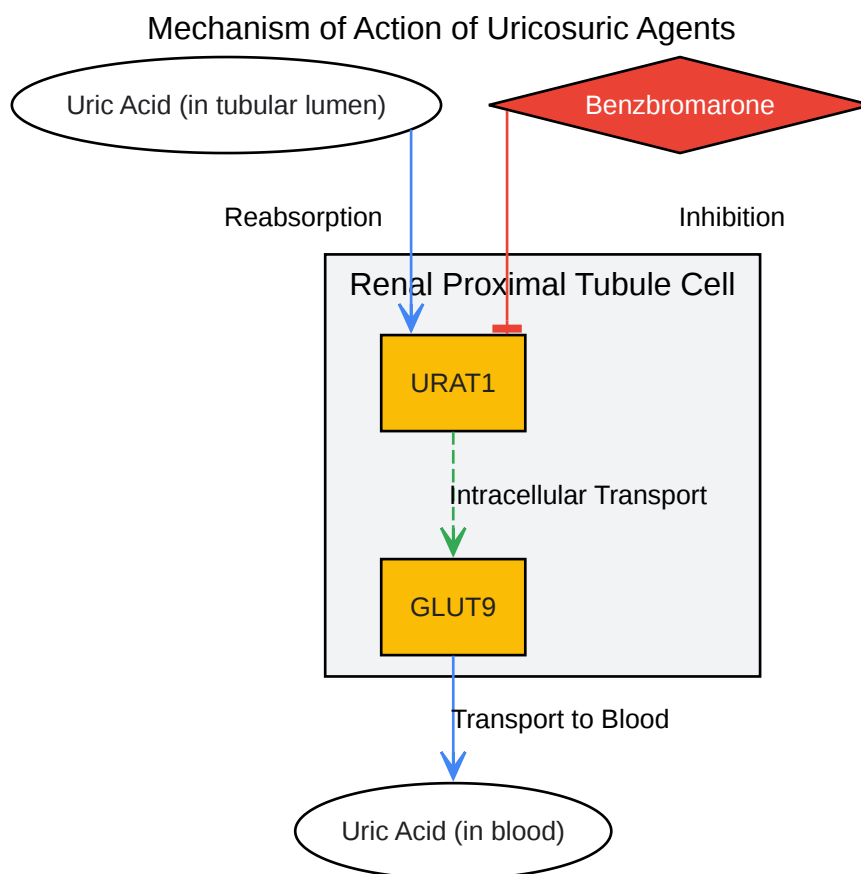 Mechanism of Action of Uricosuric Agents
Uric Acid (in tubular lumen)
Benzbromarone
Reabsorption
Inhibition
Renal Proximal Tubule Cell
URAT1
Intracellular Transport
GLUT9
Transport to Blood
Uric Acid (in blood)